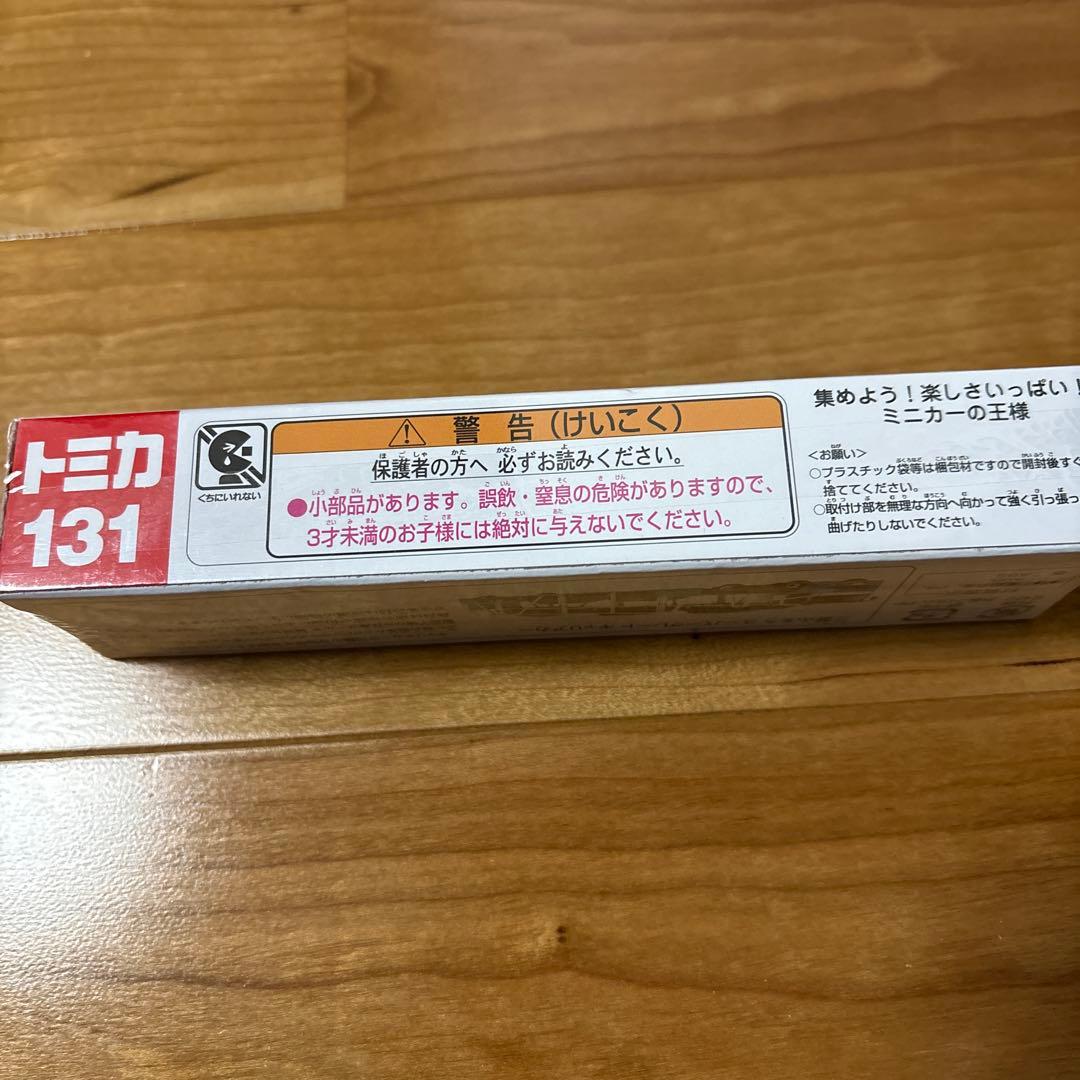 トミカ
131
くちにいれない
警告(けいこく)
保護者の方へ 必ずお読みください。
●小部品があります。誤飲・窒息の危険がありますので、
3才未満のお子様には絶対に与えないでください。
集めよう!楽しさいっぱい!
ミニカーの王様
<お願い>
○プラスチック袋等は梱包材ですので開封後すぐ
捨ててください。
○取付け部を無理な方向へ向かって強く引っ張っ
曲げたりしないでください。